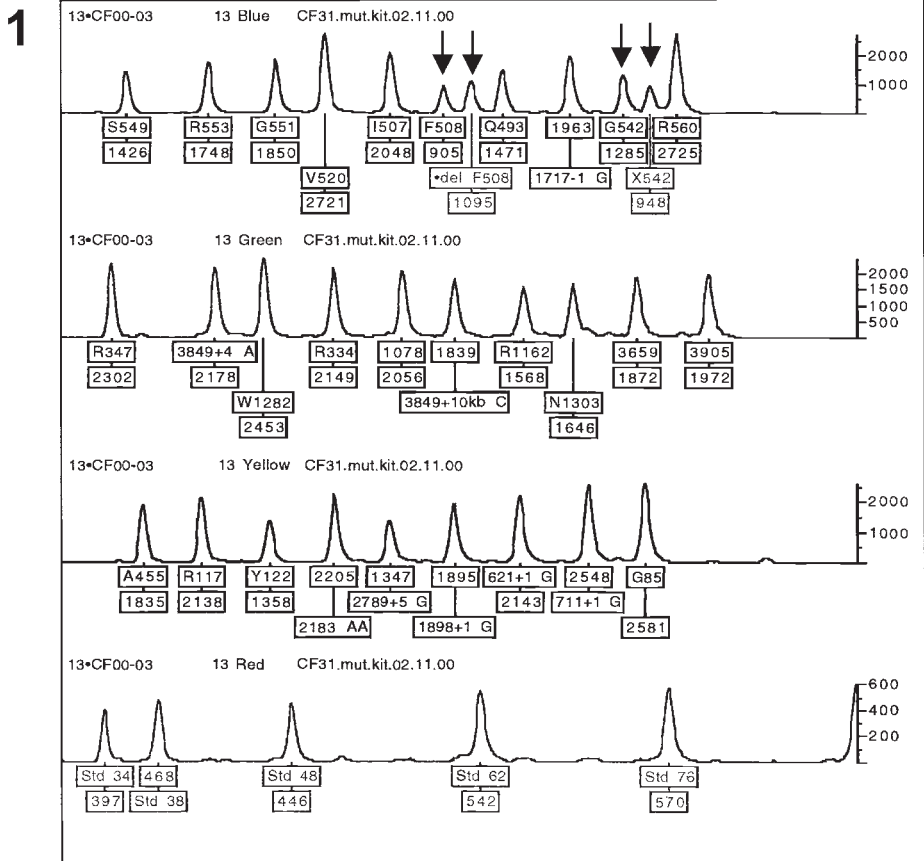 1
13•CF00-03 13 Blue CF31.mut.kit.02.11.00
2000
1000
S549 R553 G551 I507 F508 Q493 1963 G542 R560
1426 1748 1850 2048 905 1471 1285 2725
V520 •del F508 1717-1 G X542
2721 1095 948
13•CF00-03 13 Green CF31.mut.kit.02.11.00
2000
1500
1000
500
R347 3849+4 A R334 1078 1839 R1162 3659 3905
2302 2178 2149 2056 1568 1872 1972
W1282 3849+10kb C N1303
2453 1646
13•CF00-03 13 Yellow CF31.mut.kit.02.11.00
2000
1000
A455 R117 Y122 2205 1347 1895 621+1 G 2548 G85
1835 2138 1358 2789+5 G 2143 711+1 G
2183 AA 1898+1 G 2581
13•CF00-03 13 Red CF31.mut.kit.02.11.00
600
400
200
Std 34 468 Std 48 Std 62 Std 76
397 Std 38 446 542 570